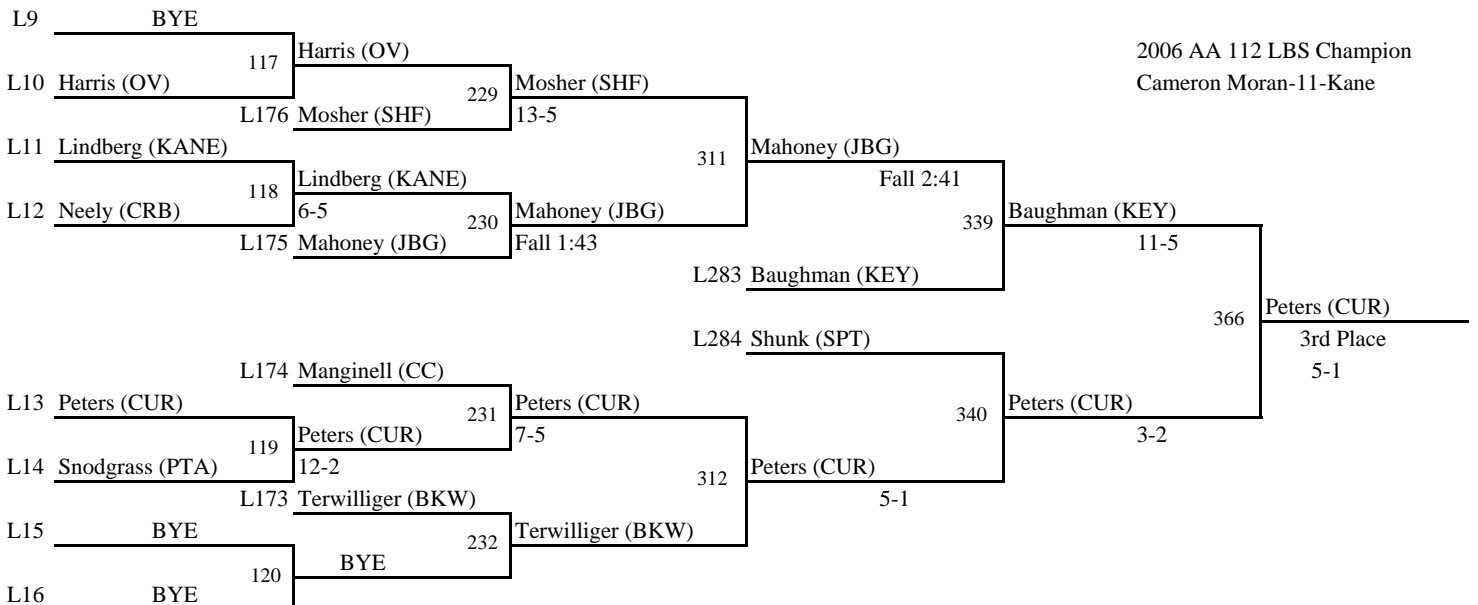 L9 BYE
Harris (OV) 2006 AA 112 LBS Champion
117
L10 Harris (OV) 229 Mosher (SHF) Cameron Moran-11-Kane
L176 Mosher (SHF) 13-5
L11 Lindberg (KANE) 311 Mahoney (JBG)
118 Lindberg (KANE) Fall 2:41
L12 Neely (CRB) 6-5 230 Mahoney (JBG) 339 Baughman (KEY)
L175 Mahoney (JBG) Fall 1:43 11-5
L283 Baughman (KEY)
366 Peters (CUR)
L284 Shunk (SPT) 3rd Place
L174 Manginell (CC) 5-1
L13 Peters (CUR) 231 Peters (CUR) 340 Peters (CUR)
119 Peters (CUR) 7-5 3-2
L14 Snodgrass (PTA) 12-2 312 Peters (CUR)
L173 Terwilliger (BKW) 5-1
L15 BYE 232 Terwilliger (BKW)
120 BYE
L16 BYE